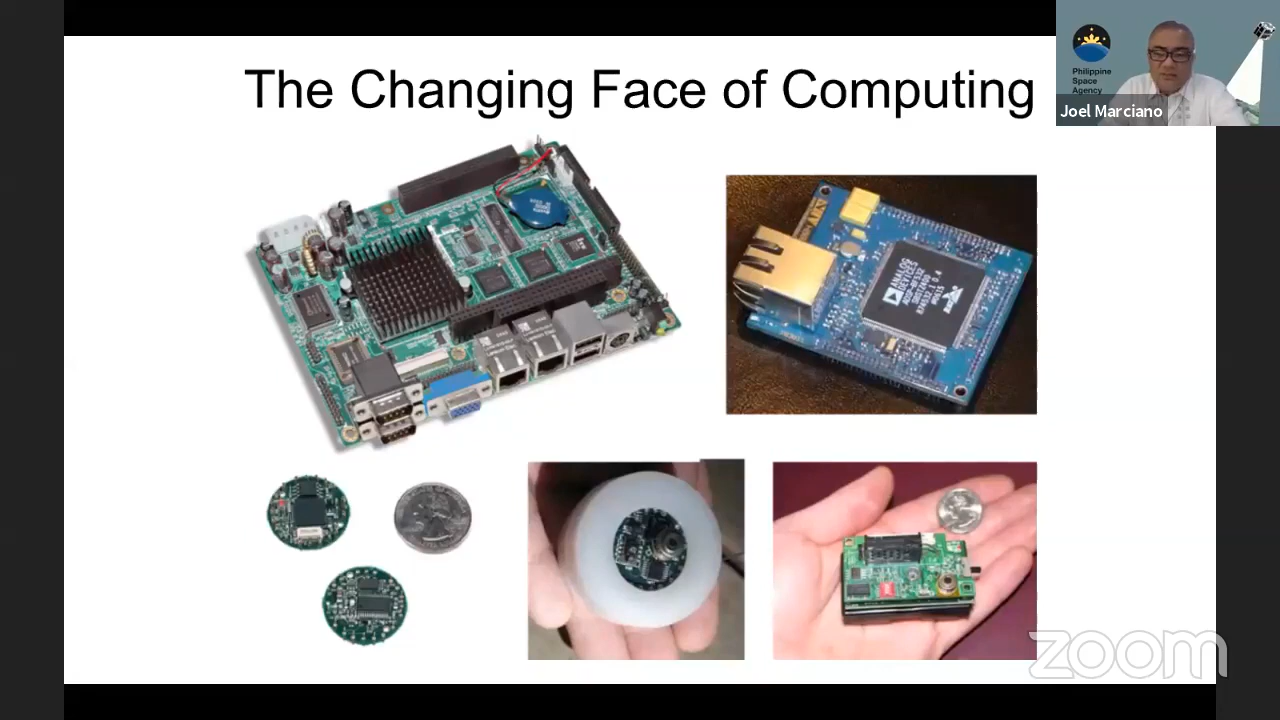 The Changing Face of Computing
Philippine
Space
Agency
Joel Marciano
ANALOG
DEVICES
zoom